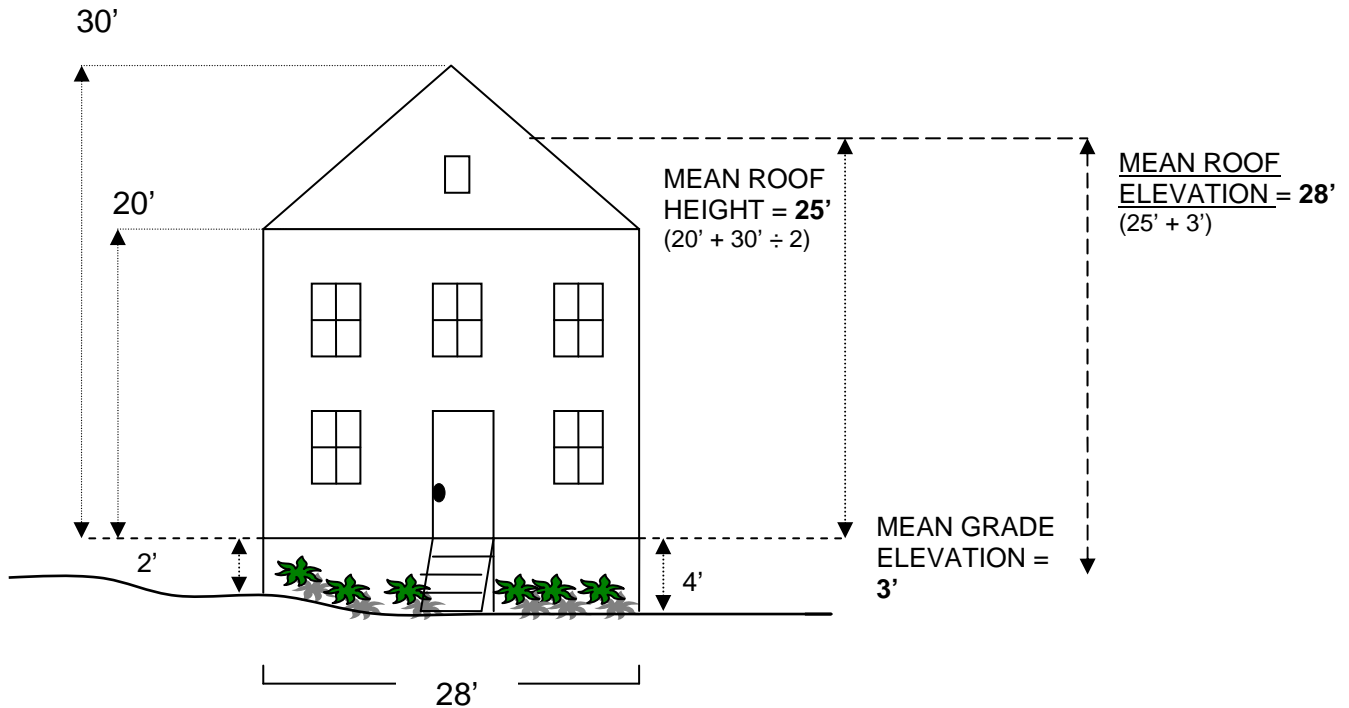 30’
20’
MEAN ROOF
HEIGHT = 25’
(20’ + 30’ ÷ 2)
MEAN ROOF
ELEVATION = 28’
(25’ + 3’)
2’
4’
MEAN GRADE
ELEVATION =
3’
28’